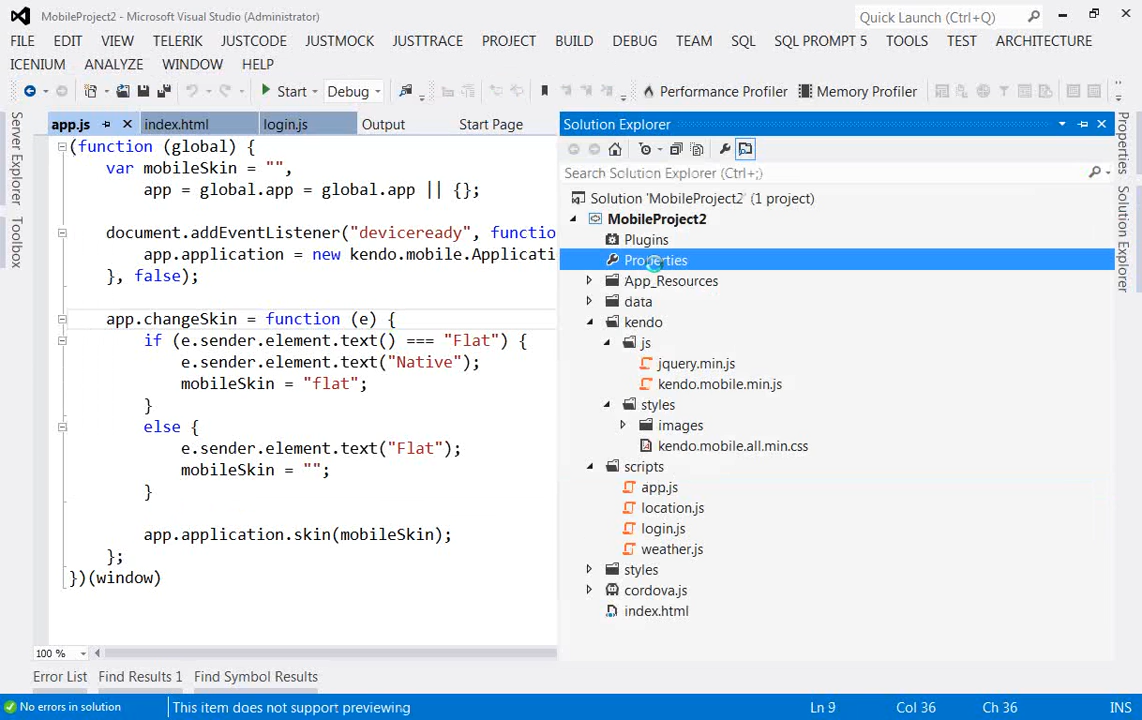 MobileProject2 - Microsoft Visual Studio (Administrator)
Quick Launch (Ctrl+Q)
FILE EDIT VIEW TELERIK JUSTCODE JUSTMOCK JUSTTRACE PROJECT BUILD DEBUG TEAM SQL SQL PROMPT 5 TOOLS TEST ARCHITECTURE
ICENIUM ANALYZE WINDOW HELP
Start Debug Performance Profiler Memory Profiler
app.js index.html login.js Output Start Page
(function (global) {
var mobileSkin = "",
app = global.app = global.app || {};
document.addEventListener("deviceready", function
app.application = new kendo.mobile.Applicatio
}, false);
app.changeSkin = function (e) {
if (e.sender.element.text() === "Flat") {
e.sender.element.text("Native");
mobileSkin = "flat";
}
else {
e.sender.element.text("Flat");
mobileSkin = "";
}
app.application.skin(mobileSkin);
};
})(window)
100 %
Server Explorer
Toolbox
Solution Explorer
Search Solution Explorer (Ctrl+;)
Solution 'MobileProject2' (1 project)
MobileProject2
Plugins
Properties
App_Resources
data
kendo
js
jquery.min.js
kendo.mobile.min.js
styles
images
kendo.mobile.all.min.css
scripts
app.js
location.js
login.js
weather.js
styles
cordova.js
index.html
Properties
Solution Explorer
Error List Find Results 1 Find Symbol Results
No errors in solution This item does not support previewing Ln 9 Col 36 Ch 36 INS